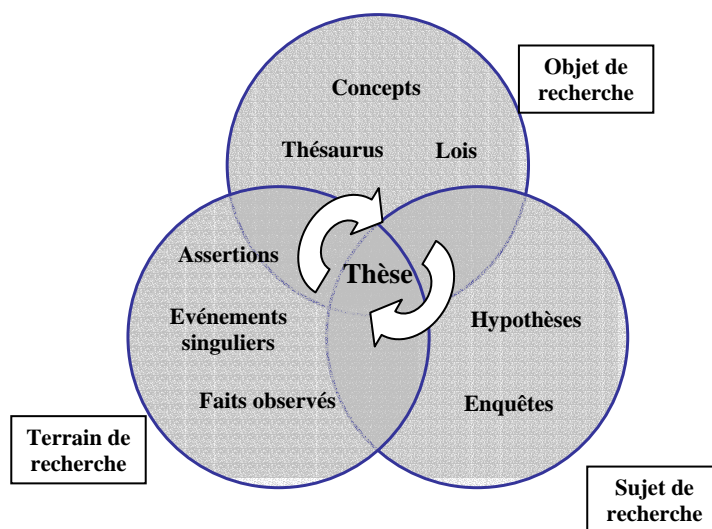 Objet de
recherche
Concepts
Thésaurus
Lois
Assertions
Thèse
Evénements
singuliers
Hypothèses
Faits observés
Enquêtes
Terrain de
recherche
Sujet de
recherche